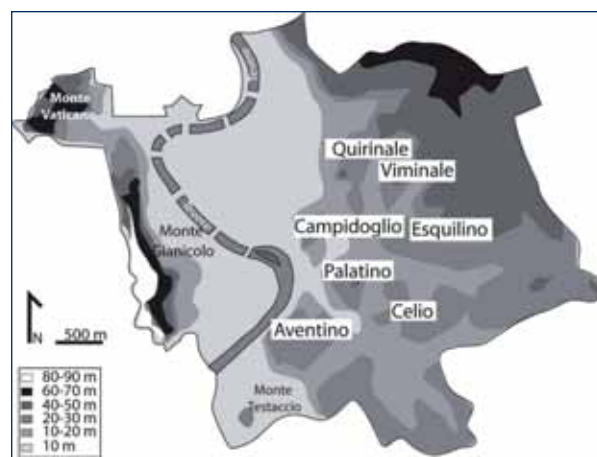 Monte
Vaticano
Quirinale
Viminale
Campidoglio
Esquilino
Monte
Gianicolo
Palatino
Celio
Aventino
Monte
Testaccio
N
500 m
80-90 m
60-70 m
40-50 m
20-30 m
10-20 m
10 m